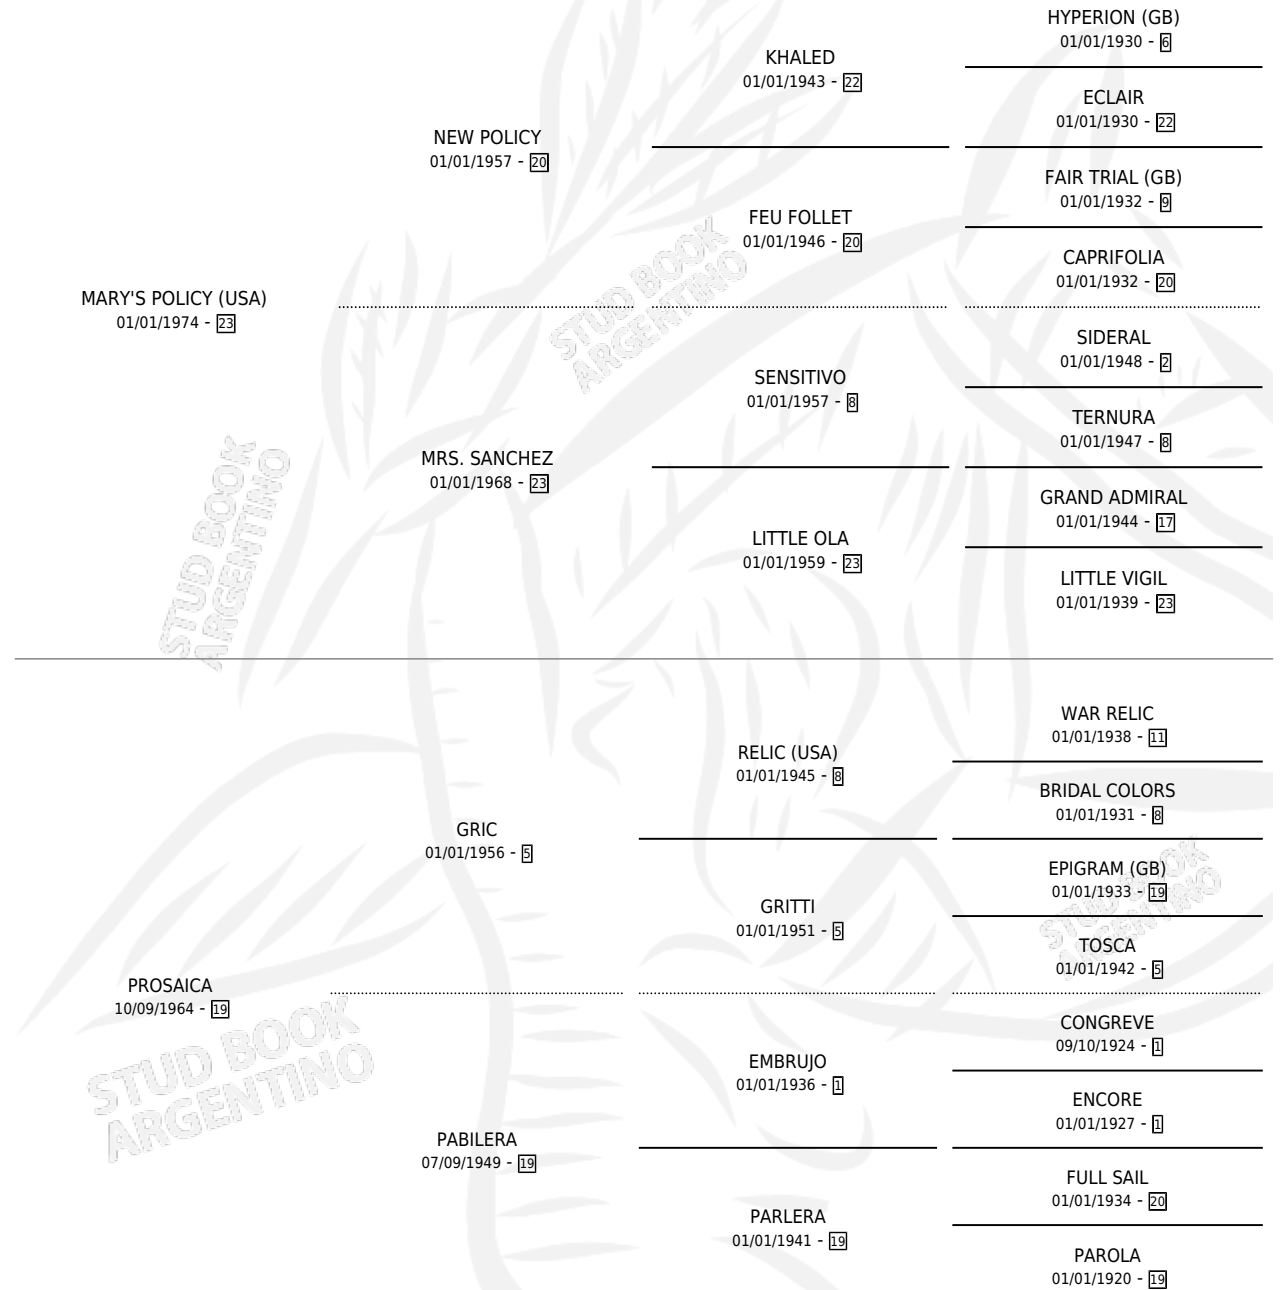 HYPERION (GB)
01/01/1930 - 6
KHALED
01/01/1943 - 22
ECLAIR
01/01/1930 - 22
NEW POLICY
01/01/1957 - 20
FAIR TRIAL (GB)
01/01/1932 - 9
FEU FOLLET
01/01/1946 - 20
CAPRIFOLIA
01/01/1932 - 20
MARY'S POLICY (USA)
01/01/1974 - 23
STUD BOOK
ARGENTINO
SIDERAL
01/01/1948 - 2
SENSITIVO
01/01/1957 - 8
TERNURA
01/01/1947 - 8
MRS. SANCHEZ
01/01/1968 - 23
GRAND ADMIRAL
01/01/1944 - 17
LITTLE OLA
01/01/1959 - 23
LITTLE VIGIL
01/01/1939 - 23
STUD BOOK
ARGENTINO
WAR RELIC
01/01/1938 - 11
RELIC (USA)
01/01/1945 - 8
BRIDAL COLORS
01/01/1931 - 8
GRIC
01/01/1956 - 5
EPIGRAM (GB)
01/01/1933 - 19
STUD BOOK
ARGENTINO
GRITTI
01/01/1951 - 5
TOSCA
01/01/1942 - 5
PROSAICA
10/09/1964 - 19
STUD BOOK
ARGENTINO
CONGREVE
09/10/1924 - 1
EMBRUJO
01/01/1936 - 1
ENCORE
01/01/1927 - 1
PABILERA
07/09/1949 - 19
FULL SAIL
01/01/1934 - 20
PARLERA
01/01/1941 - 19
PAROLA
01/01/1920 - 19